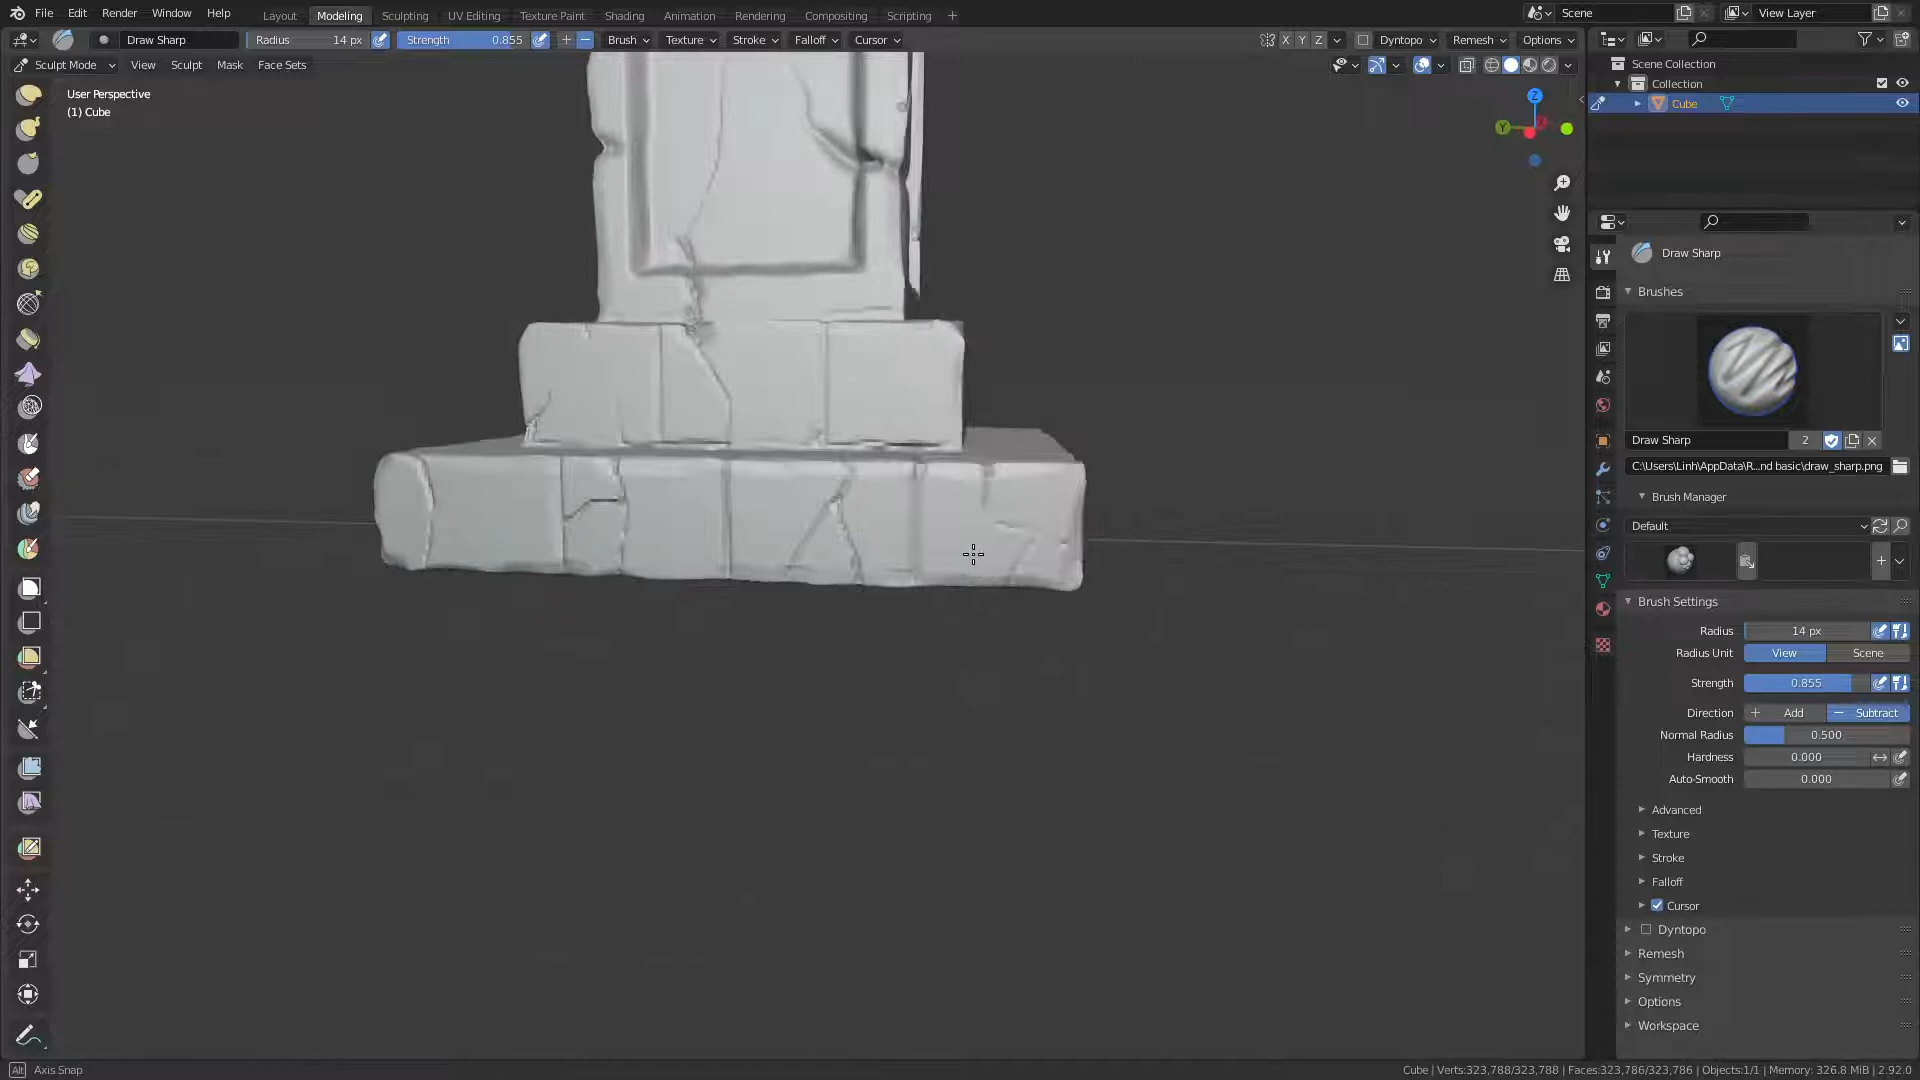 File Edit Render Window Help Layout Modeling Sculpting UV Editing Texture Paint Shading Animation Rendering Compositing Scripting + Scene View Layer
Draw Sharp Radius 14 px Strength 0.855 Brush Texture Stroke Falloff Cursor X Y Z Dyntopo Remesh Options
Sculpt Mode View Sculpt Mask Face Sets
User Perspective
(1) Cube
Z
Y
Scene Collection
Collection
Cube
Draw Sharp
Brushes
Draw Sharp 2
C:\Users\Linh\AppData\R...nd basic\draw_sharp.png
Brush Manager
Default
Brush Settings
Radius 14 px
Radius Unit View Scene
Strength 0.855
Direction + Add − Subtract
Normal Radius 0.500
Hardness 0.000
Auto-Smooth 0.000
Advanced
Texture
Stroke
Falloff
Cursor
Dyntopo
Remesh
Symmetry
Options
Workspace
Alt Axis Snap
Cube | Verts:323,788/323,788 | Faces:323,786/323,786 | Objects:1/1 | Memory: 326.8 MiB | 2.92.0